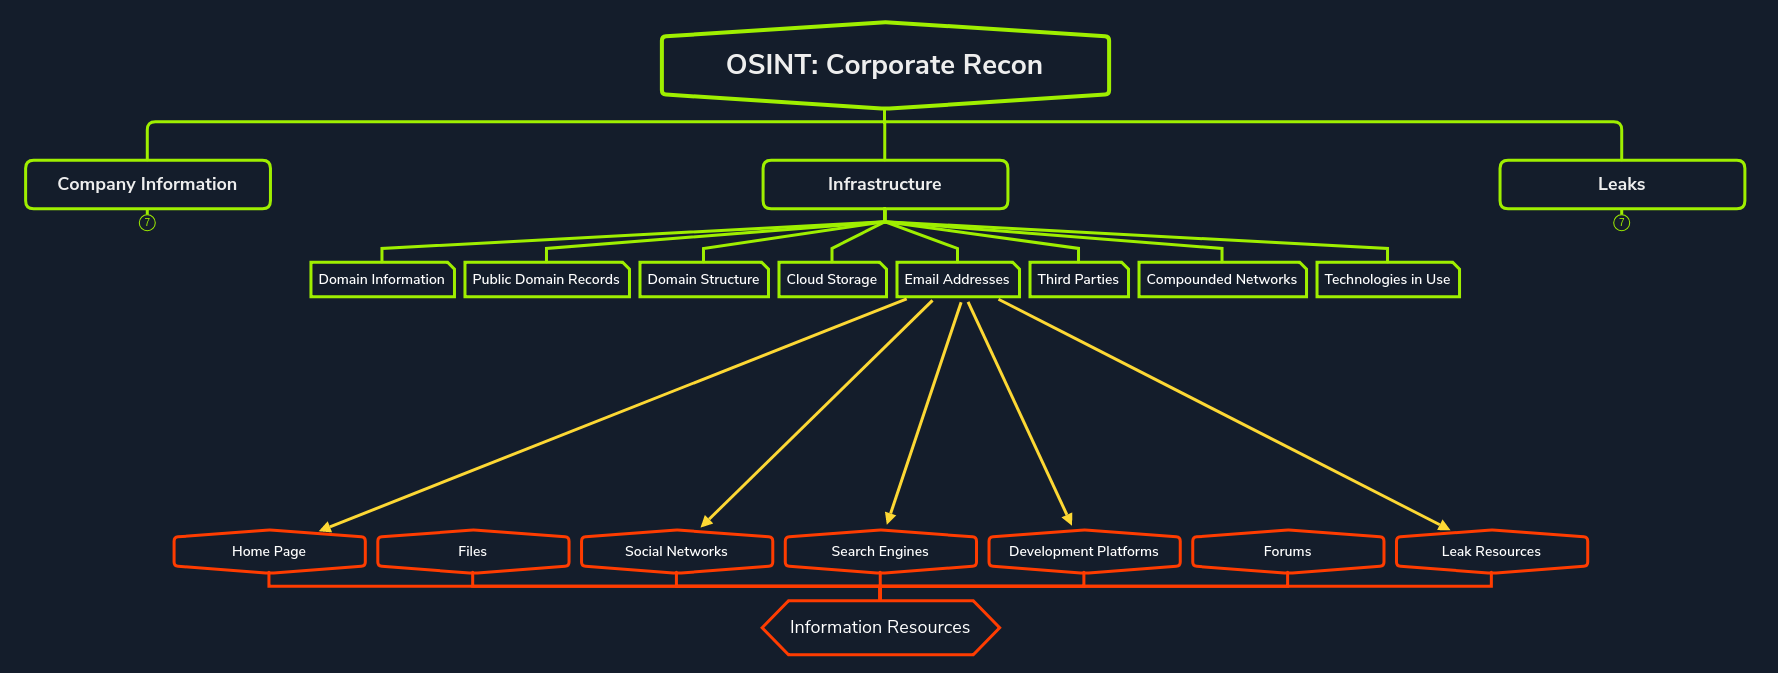 OSINT: Corporate Recon
Company Information
Infrastructure
Leaks
7
7
Domain Information
Public Domain Records
Domain Structure
Cloud Storage
Email Addresses
Third Parties
Compounded Networks
Technologies in Use
Home Page
Files
Social Networks
Search Engines
Development Platforms
Forums
Leak Resources
Information Resources